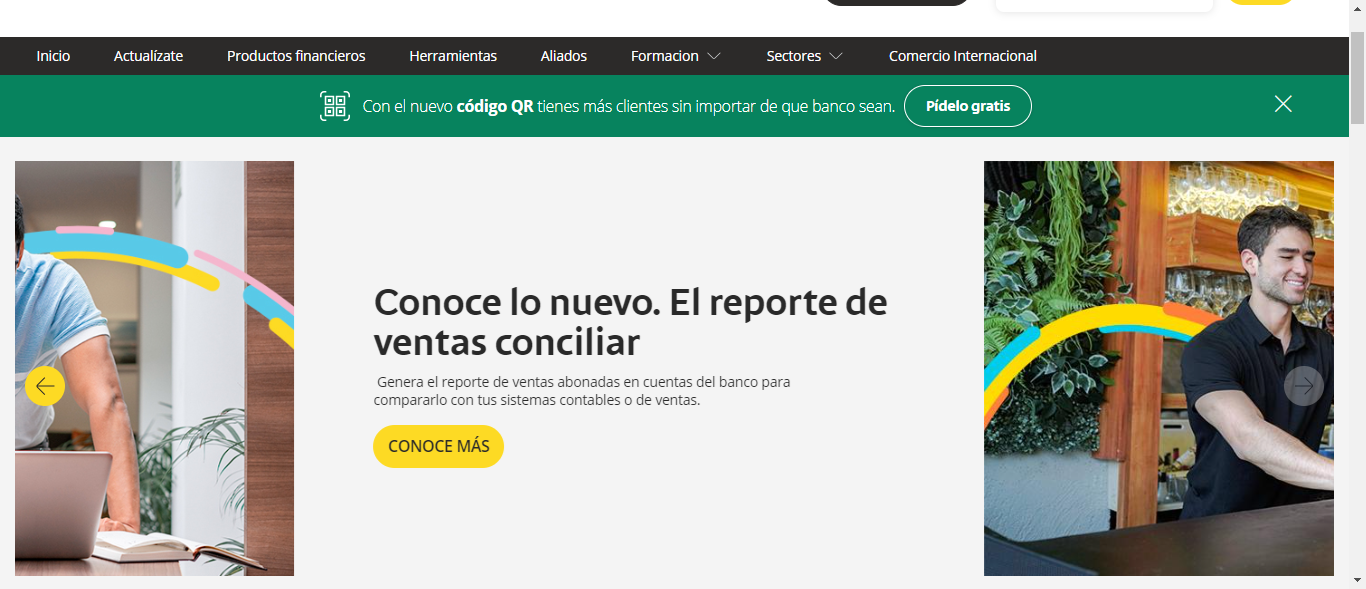 Inicio Actualízate Productos financieros Herramientas Aliados Formacion Sectores Comercio Internacional
Con el nuevo código QR tienes más clientes sin importar de que banco sean. Pídelo gratis
Conoce lo nuevo. El reporte de
ventas conciliar
Genera el reporte de ventas abonadas en cuentas del banco para
compararlo con tus sistemas contables o de ventas.
CONOCE MÁS